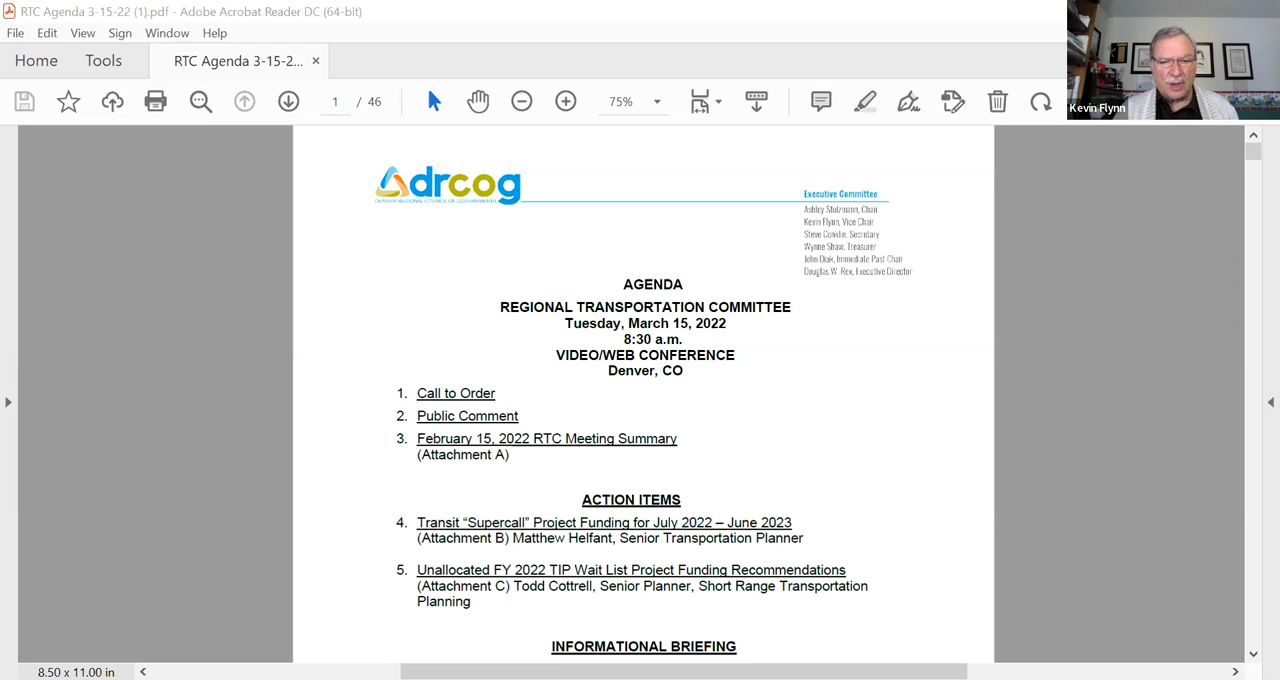 RTC Agenda 3-15-22 (1).pdf - Adobe Acrobat Reader DC (64-bit)
File Edit View Sign Window Help
Home Tools RTC Agenda 3-15-2... ×
1 / 46 75%
Kevin Flynn
drcog
DENVER REGIONAL COUNCIL OF GOVERNMENTS
Executive Committee
Ashley Stolzmann, Chair
Kevin Flynn, Vice Chair
Steve Conklin, Secretary
Wynne Shaw, Treasurer
John Diak, Immediate Past Chair
Douglas W. Rex, Executive Director
AGENDA
REGIONAL TRANSPORTATION COMMITTEE
Tuesday, March 15, 2022
8:30 a.m.
VIDEO/WEB CONFERENCE
Denver, CO
1. Call to Order
2. Public Comment
3. February 15, 2022 RTC Meeting Summary
(Attachment A)
ACTION ITEMS
4. Transit “Supercall” Project Funding for July 2022 – June 2023
(Attachment B) Matthew Helfant, Senior Transportation Planner
5. Unallocated FY 2022 TIP Wait List Project Funding Recommendations
(Attachment C) Todd Cottrell, Senior Planner, Short Range Transportation
Planning
INFORMATIONAL BRIEFING
8.50 x 11.00 in